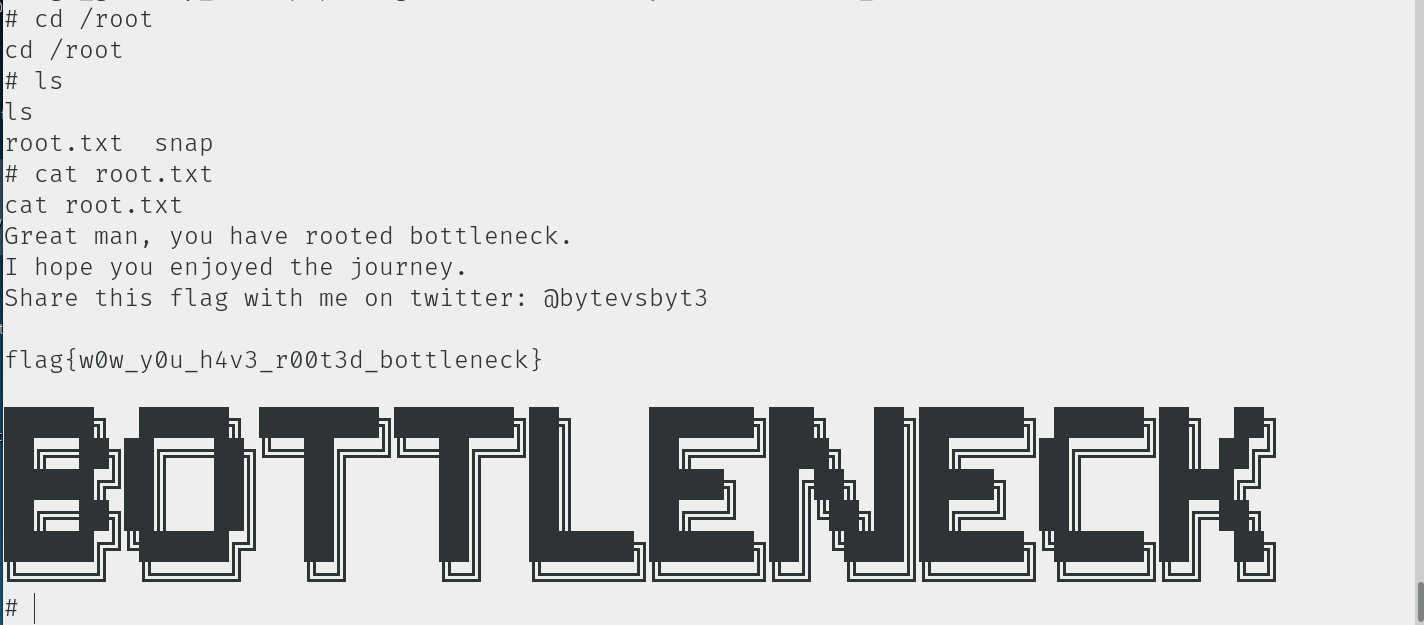 # cd /root
cd /root
# ls
ls
root.txt  snap
# cat root.txt
cat root.txt
Great man, you have rooted bottleneck.
I hope you enjoyed the journey.
Share this flag with me on twitter: @bytevsbyt3
flag{w0w_y0u_h4v3_r00t3d_bottleneck}
BOTTLENECK
#